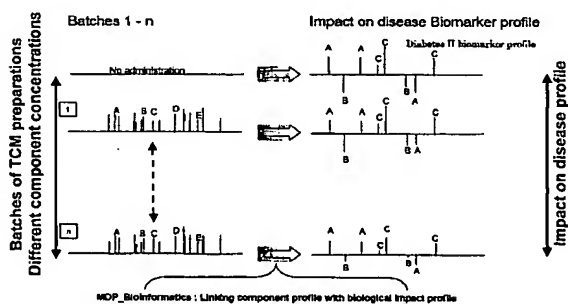 Batches 1 - n
Impact on disease Biomarker profile
Diabetes II biomarker profile
No administration
A A C C C
B B A
1
A B C D E
A A C C C
B B A
n
A B C D E
A A C C C
B B A
Batches of TCM preparations
Different component concentrations
Impact on disease profile
MDP_Bioinformatics : Linking component profile with biological impact profile